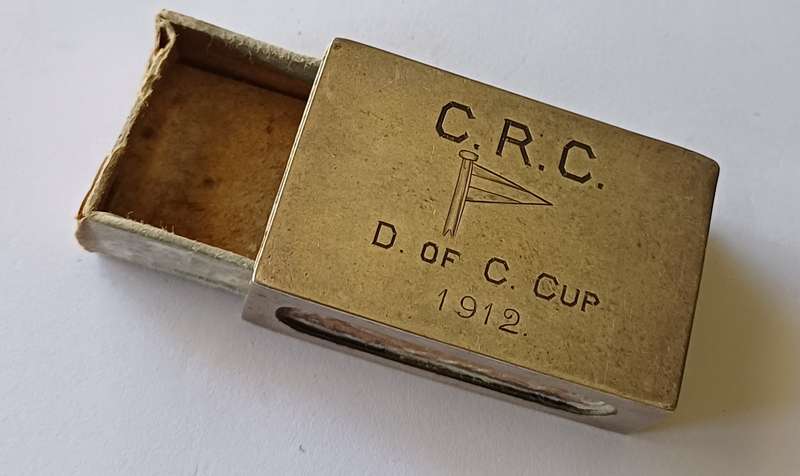 C.R.C.
D. OF C. CUP
1912.